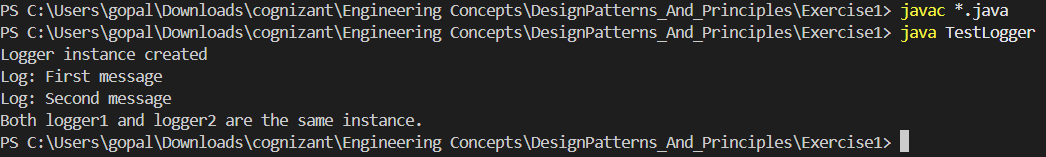 PS C:\Users\gopal\Downloads\cognizant\Engineering Concepts\DesignPatterns_And_Principles\Exercise1> javac *.java
PS C:\Users\gopal\Downloads\cognizant\Engineering Concepts\DesignPatterns_And_Principles\Exercise1> java TestLogger
Logger instance created
Log: First message
Log: Second message
Both logger1 and logger2 are the same instance.
PS C:\Users\gopal\Downloads\cognizant\Engineering Concepts\DesignPatterns_And_Principles\Exercise1>